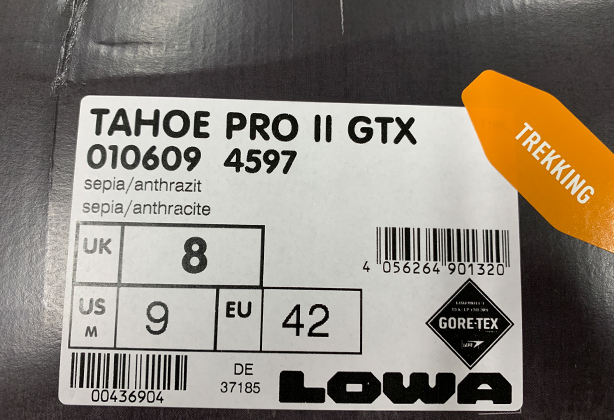 TAHOE PRO II GTX
010609 4597
sepia/anthrazit
sepia/anthracite
TREKKING
UK 8
4 056264 901320
US M 9 EU 42
GORE-TEX
00436904
DE
37185
LOWA